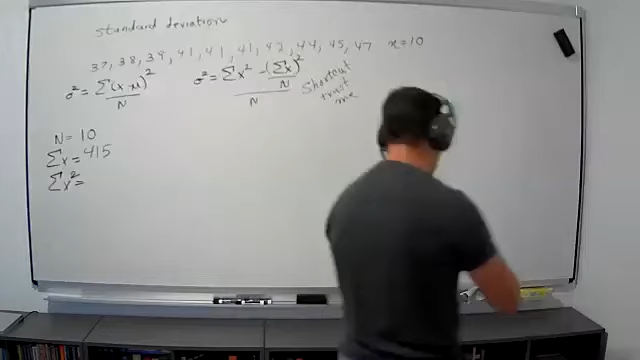 standard deviation
37, 38, 39, 41, 41, 41, 42, 44, 45, 47 n=10
σ² = Σ(x-μ)² / N
σ² = Σx² - (Σx)² / N / N
Shortcut
trust
me
N = 10
Σx = 415
Σx² =